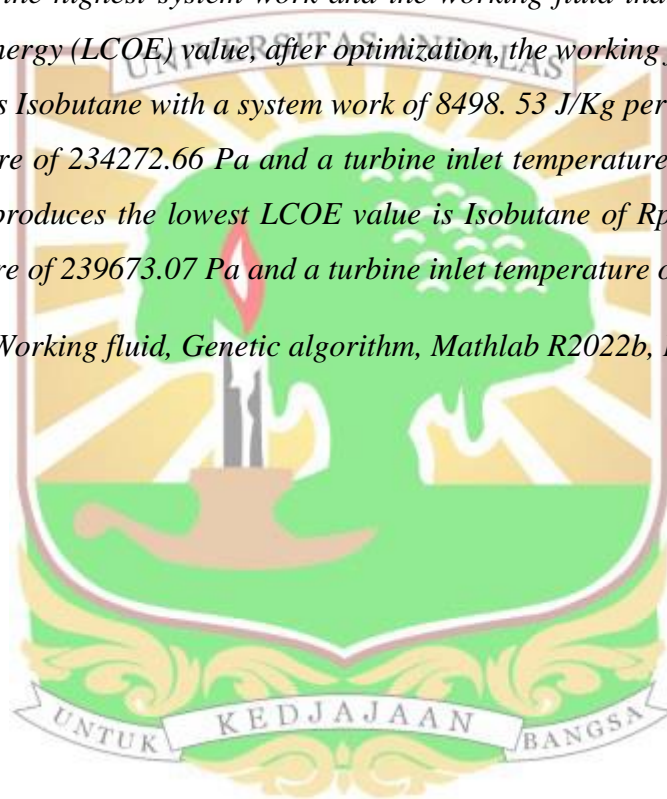 the highest system work and the working fluid
nergy (LCOE) value, after optimization, the working
UNIVERSITAS ANDALAS
s Isobutane with a system work of 8498. 53 J/Kg per
re of 234272.66 Pa and a turbine inlet temperature
produces the lowest LCOE value is Isobutane of Rp
re of 239673.07 Pa and a turbine inlet temperature
Working fluid, Genetic algorithm, Mathlab R2022b,
UNTUK KEDJAJAAN BANGSA